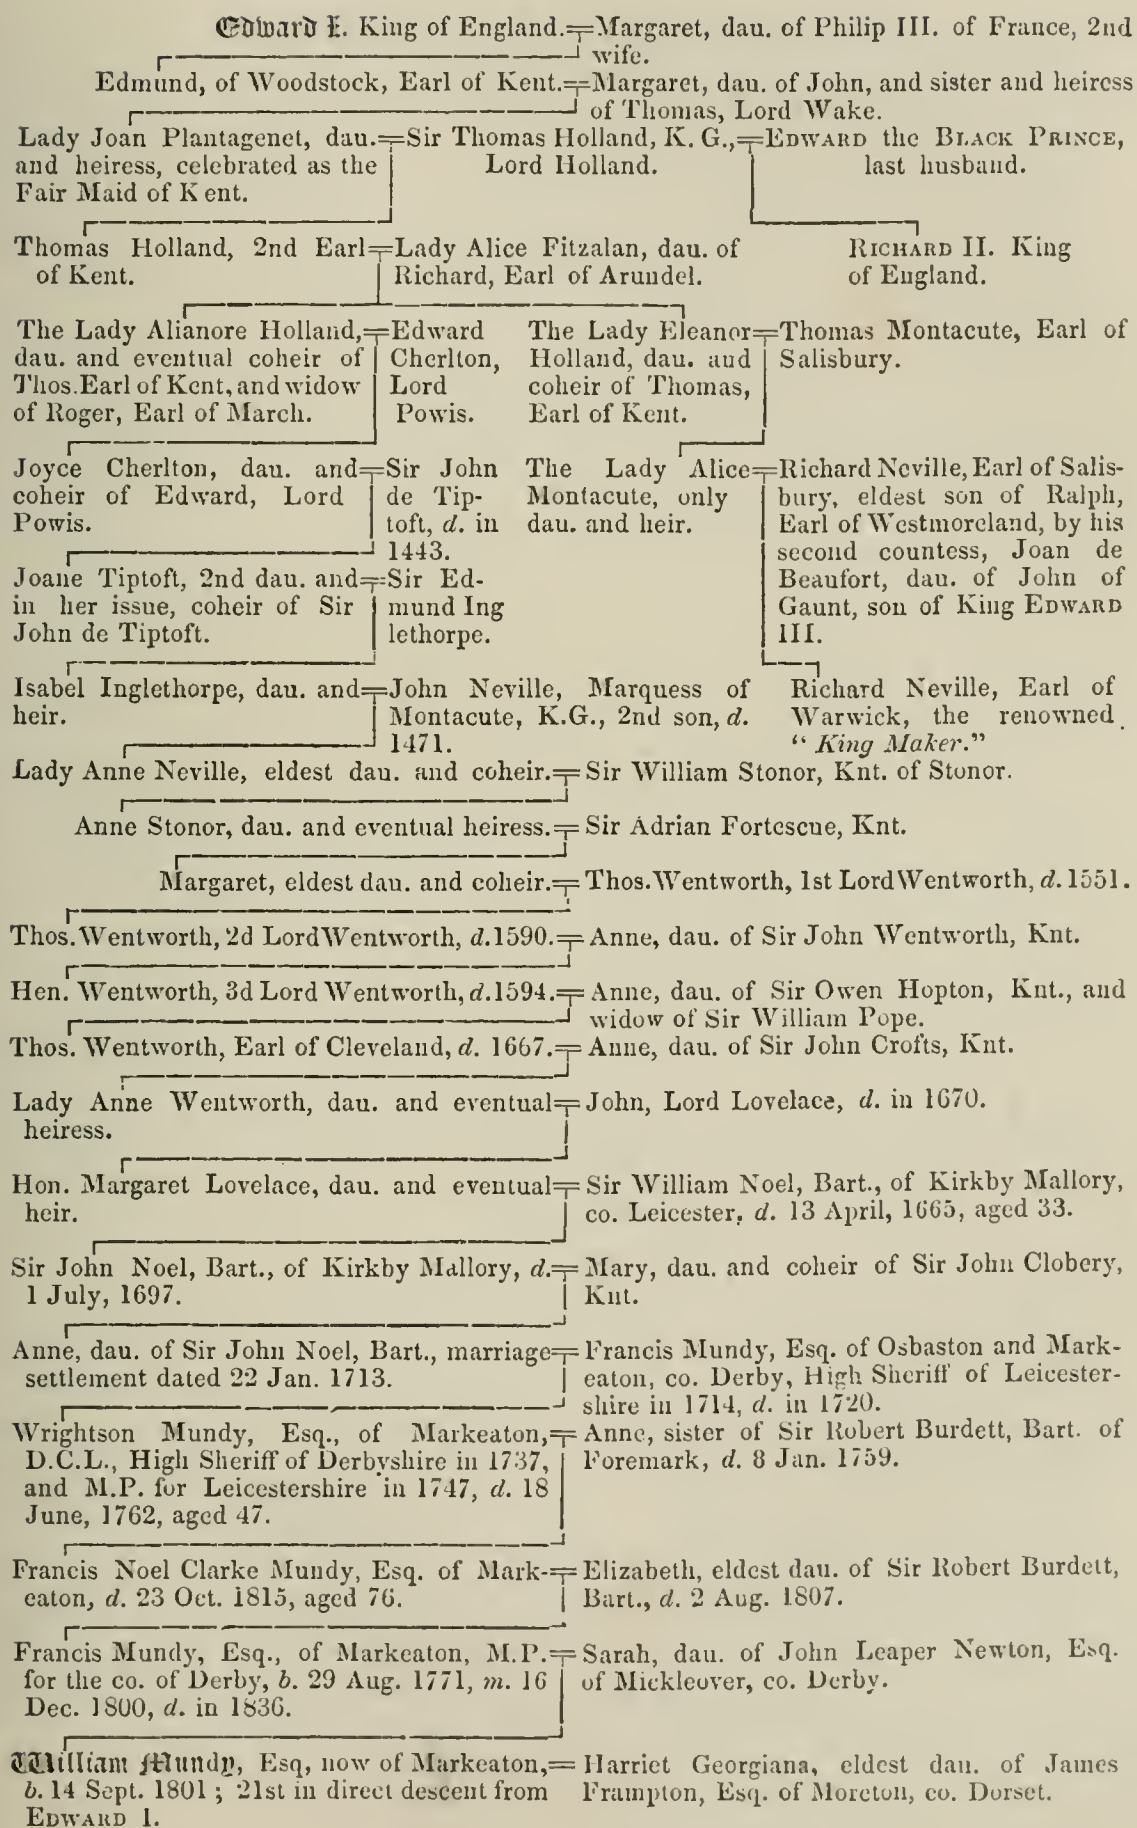 Edward I. King of England.=Margaret, dau. of Philip III. of France, 2nd
wife.
Edmund, of Woodstock, Earl of Kent.=Margaret, dau. of John, and sister and heiress
of Thomas, Lord Wake.
Lady Joan Plantagenet, dau.=Sir Thomas Holland, K. G.,=EDWARD the BLACK PRINCE,
and heiress, celebrated as the Lord Holland. last husband.
Fair Maid of Kent.
Thomas Holland, 2nd Earl=Lady Alice Fitzalan, dau. of RICHARD II. King
of Kent. Richard, Earl of Arundel. of England.
The Lady Alianore Holland,=Edward The Lady Eleanor=Thomas Montacute, Earl of
dau. and eventual coheir of Cherlton, Holland, dau. and Salisbury.
Thos. Earl of Kent, and widow Lord coheir of Thomas,
of Roger, Earl of March. Powis. Earl of Kent.
Joyce Cherlton, dau. and=Sir John The Lady Alice=Richard Neville, Earl of Salis-
coheir of Edward, Lord de Tip- Montacute, only bury, eldest son of Ralph,
Powis. toft, d. in dau. and heir. Earl of Westmoreland, by his
1443. second countess, Joan de
Joane Tiptoft, 2nd dau. and=Sir Ed- Beaufort, dau. of John of
in her issue, coheir of Sir mund Ing Gaunt, son of King EDWARD
John de Tiptoft. lethorpe. III.
Isabel Inglethorpe, dau. and=John Neville, Marquess of Richard Neville, Earl of
heir. Montacute, K.G., 2nd son, d. Warwick, the renowned
1471. "King Maker."
Lady Anne Neville, eldest dau. and coheir.=Sir William Stonor, Knt. of Stonor.
Anne Stonor, dau. and eventual heiress.=Sir Adrian Fortescue, Knt.
Margaret, eldest dau. and coheir.=Thos. Wentworth, 1st Lord Wentworth, d. 1551.
Thos. Wentworth, 2d Lord Wentworth, d. 1590.=Anne, dau. of Sir John Wentworth, Knt.
Hen. Wentworth, 3d Lord Wentworth, d. 1594.=Anne, dau. of Sir Owen Hopton, Knt., and
widow of Sir William Pope.
Thos. Wentworth, Earl of Cleveland, d. 1667.=Anne, dau. of Sir John Crofts, Knt.
Lady Anne Wentworth, dau. and eventual=John, Lord Lovelace, d. in 1670.
heiress.
Hon. Margaret Lovelace, dau. and eventual=Sir William Noel, Bart., of Kirkby Mallory,
heir. co. Leicester, d. 13 April, 1665, aged 33.
Sir John Noel, Bart., of Kirkby Mallory, d.=Mary, dau. and coheir of Sir John Clobery,
1 July, 1697. Knt.
Anne, dau. of Sir John Noel, Bart., marriage=Francis Mundy, Esq. of Osbaston and Mark-
settlement dated 22 Jan. 1713. eaton, co. Derby, High Sheriff of Leicester-
shire in 1714, d. in 1720.
Wrightson Mundy, Esq., of Markeaton,=Anne, sister of Sir Robert Burdett, Bart. of
D.C.L., High Sheriff of Derbyshire in 1737, Foremark, d. 8 Jan. 1759.
and M.P. for Leicestershire in 1747, d. 18
June, 1762, aged 47.
Francis Noel Clarke Mundy, Esq. of Mark-=Elizabeth, eldest dau. of Sir Robert Burdett,
eaton, d. 23 Oct. 1815, aged 76. Bart., d. 2 Aug. 1807.
Francis Mundy, Esq., of Markeaton, M.P.=Sarah, dau. of John Leaper Newton, Esq.
for the co. of Derby, b. 29 Aug. 1771, m. 16 of Mickleover, co. Derby.
Dec. 1800, d. in 1836.
William Mundy, Esq, now of Markeaton,=Harriet Georgiana, eldest dau. of James
b. 14 Sept. 1801; 21st in direct descent from Frampton, Esq. of Moreton, co. Dorset.
EDWARD I.